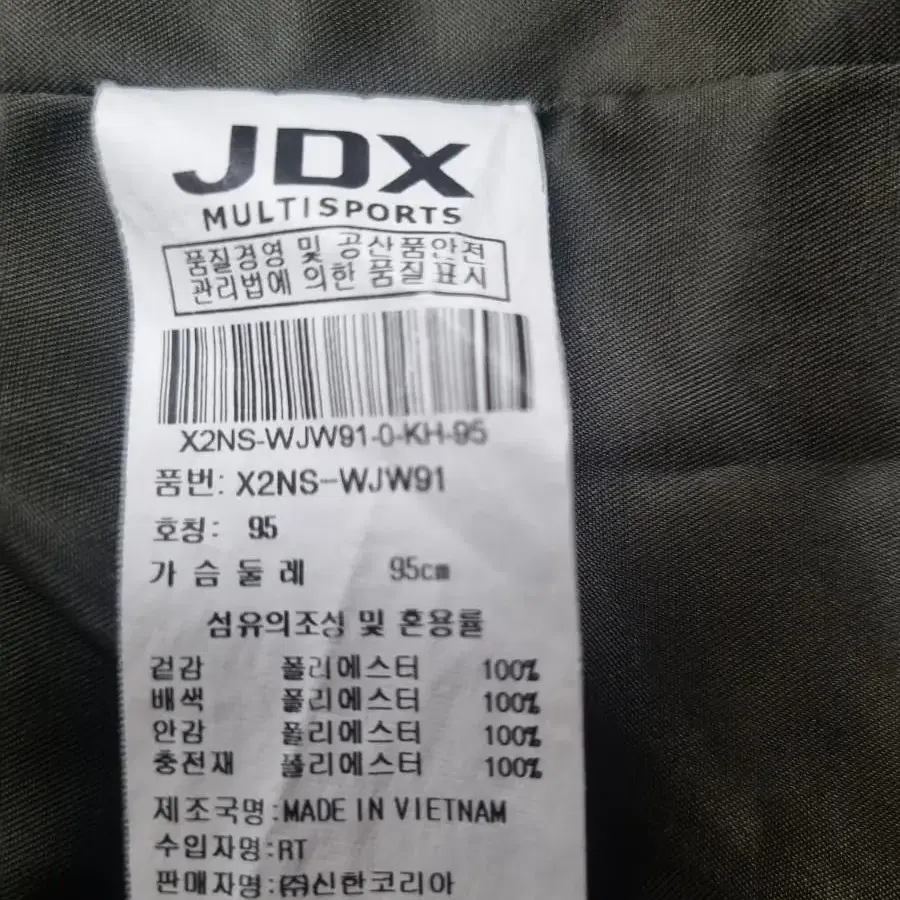 JDX
MULTISPORTS
품질경영 및 공산품안전
관리법에 의한 품질표시
X2NS-WJW91-0-KH-95
품번: X2NS-WJW91
호칭: 95
가슴둘레 95cm
섬유의조성 및 혼용률
겉감 폴리에스터 100%
배색 폴리에스터 100%
안감 폴리에스터 100%
충전재 폴리에스터 100%
제조국명:MADE IN VIETNAM
수입자명:RT
판매자명:㈜신한코리아